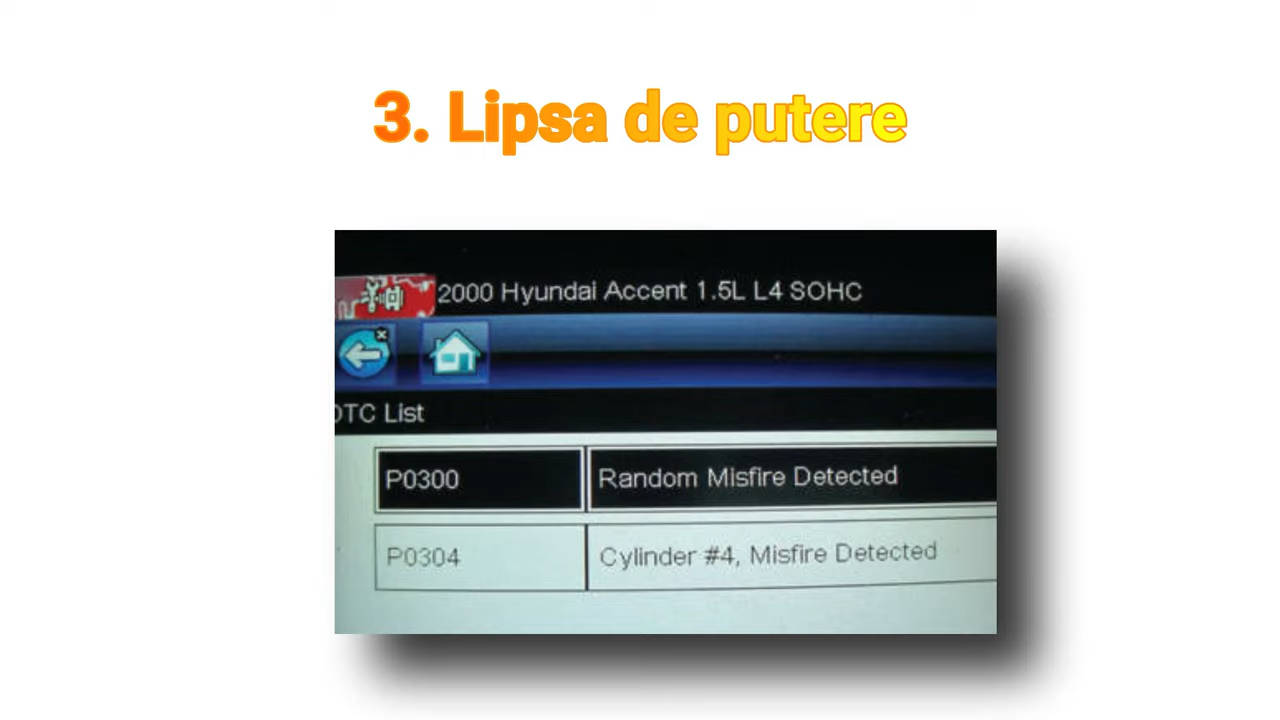 3. Lipsa de putere
2000 Hyundai Accent 1.5L L4 SOHC
DTC List
P0300 Random Misfire Detected
P0304 Cylinder #4, Misfire Detected